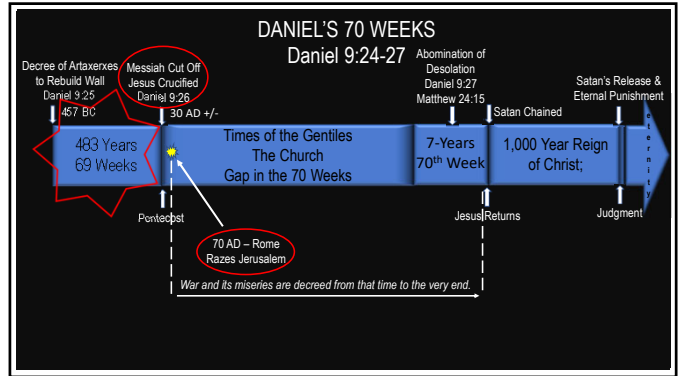 DANIEL'S 70 WEEKS
Daniel 9:24-27
Decree of Artaxerxes
to Rebuild Wall
Daniel 9:25
457 BC
Messiah Cut Off
Jesus Crucified
Daniel 9:26
30 AD +/-
Abomination of
Desolation
Daniel 9:27
Matthew 24:15
Satan Chained
Satan's Release &
Eternal Punishment
483 Years
69 Weeks
Times of the Gentiles
The Church
Gap in the 70 Weeks
7-Years
70th Week
1,000 Year Reign
of Christ;
eternity
Pentecost
Jesus Returns
Judgment
70 AD – Rome
Razes Jerusalem
War and its miseries are decreed from that time to the very end.